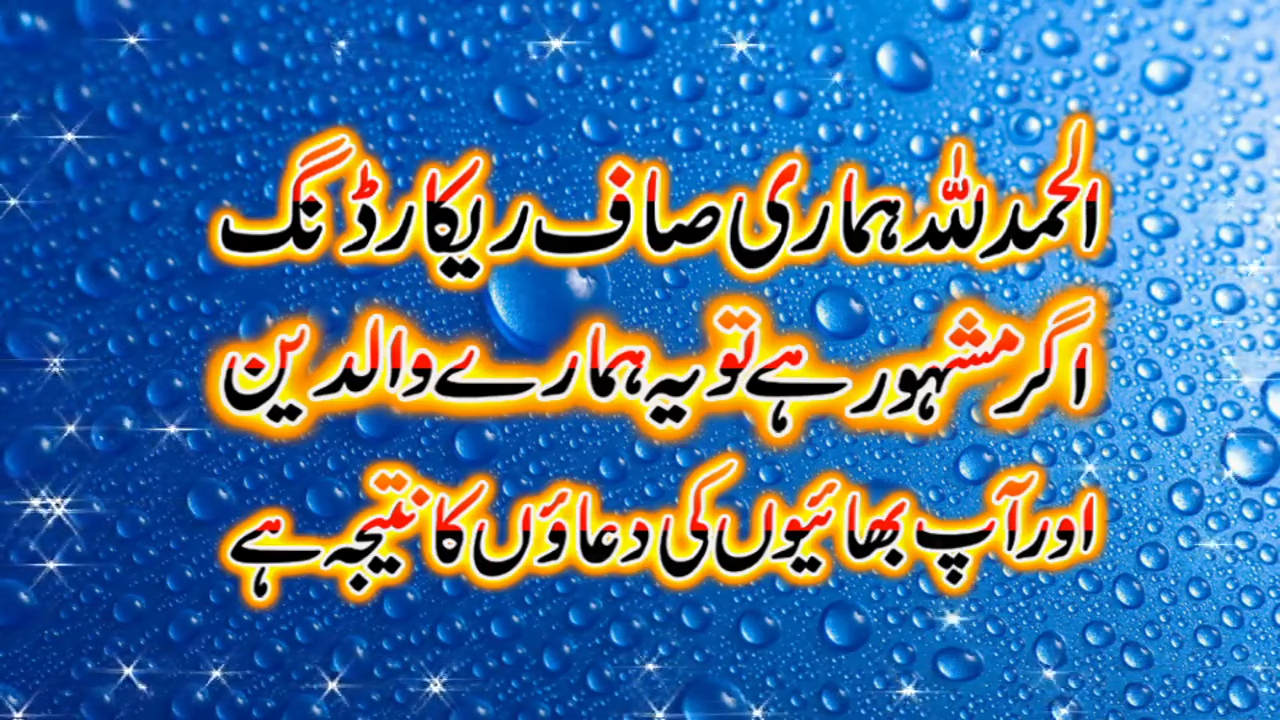 الحمدللہ ہماری صاف ریکارڈنگ
اگر مشہور ہے تو یہ ہمارے والدین
اور آپ بھائیوں کی دعاؤں کا نتیجہ ہے